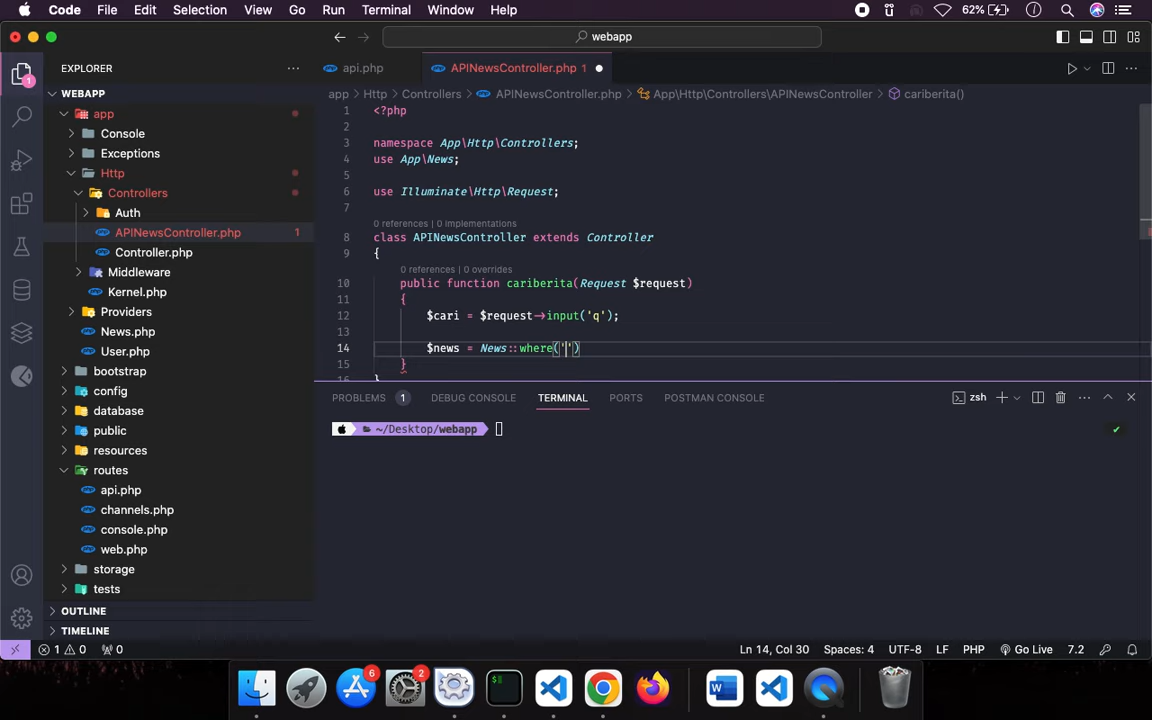 Code File Edit Selection View Go Run Terminal Window Help 62%
webapp
EXPLORER
api.php APINewsController.php 1
WEBAPP
app > Http > Controllers > APINewsController.php > App\Http\Controllers\APINewsController > cariberita()
app
Console
Exceptions
Http
Controllers
Auth
APINewsController.php 1
Controller.php
Middleware
Kernel.php
Providers
News.php
User.php
bootstrap
config
database
public
resources
routes
api.php
channels.php
console.php
web.php
storage
tests
OUTLINE
TIMELINE
1 <?php
2
3 namespace App\Http\Controllers;
4 use App\News;
5
6 use Illuminate\Http\Request;
7
0 references | 0 implementations
8 class APINewsController extends Controller
9 {
0 references | 0 overrides
10 public function cariberita(Request $request)
11 {
12 $cari = $request->input('q');
13
14 $news = News::where('')
15 }
16 }
PROBLEMS 1 DEBUG CONSOLE TERMINAL PORTS POSTMAN CONSOLE zsh
~/Desktop/webapp
1 0 0 Ln 14, Col 30 Spaces: 4 UTF-8 LF PHP Go Live 7.2
6 2